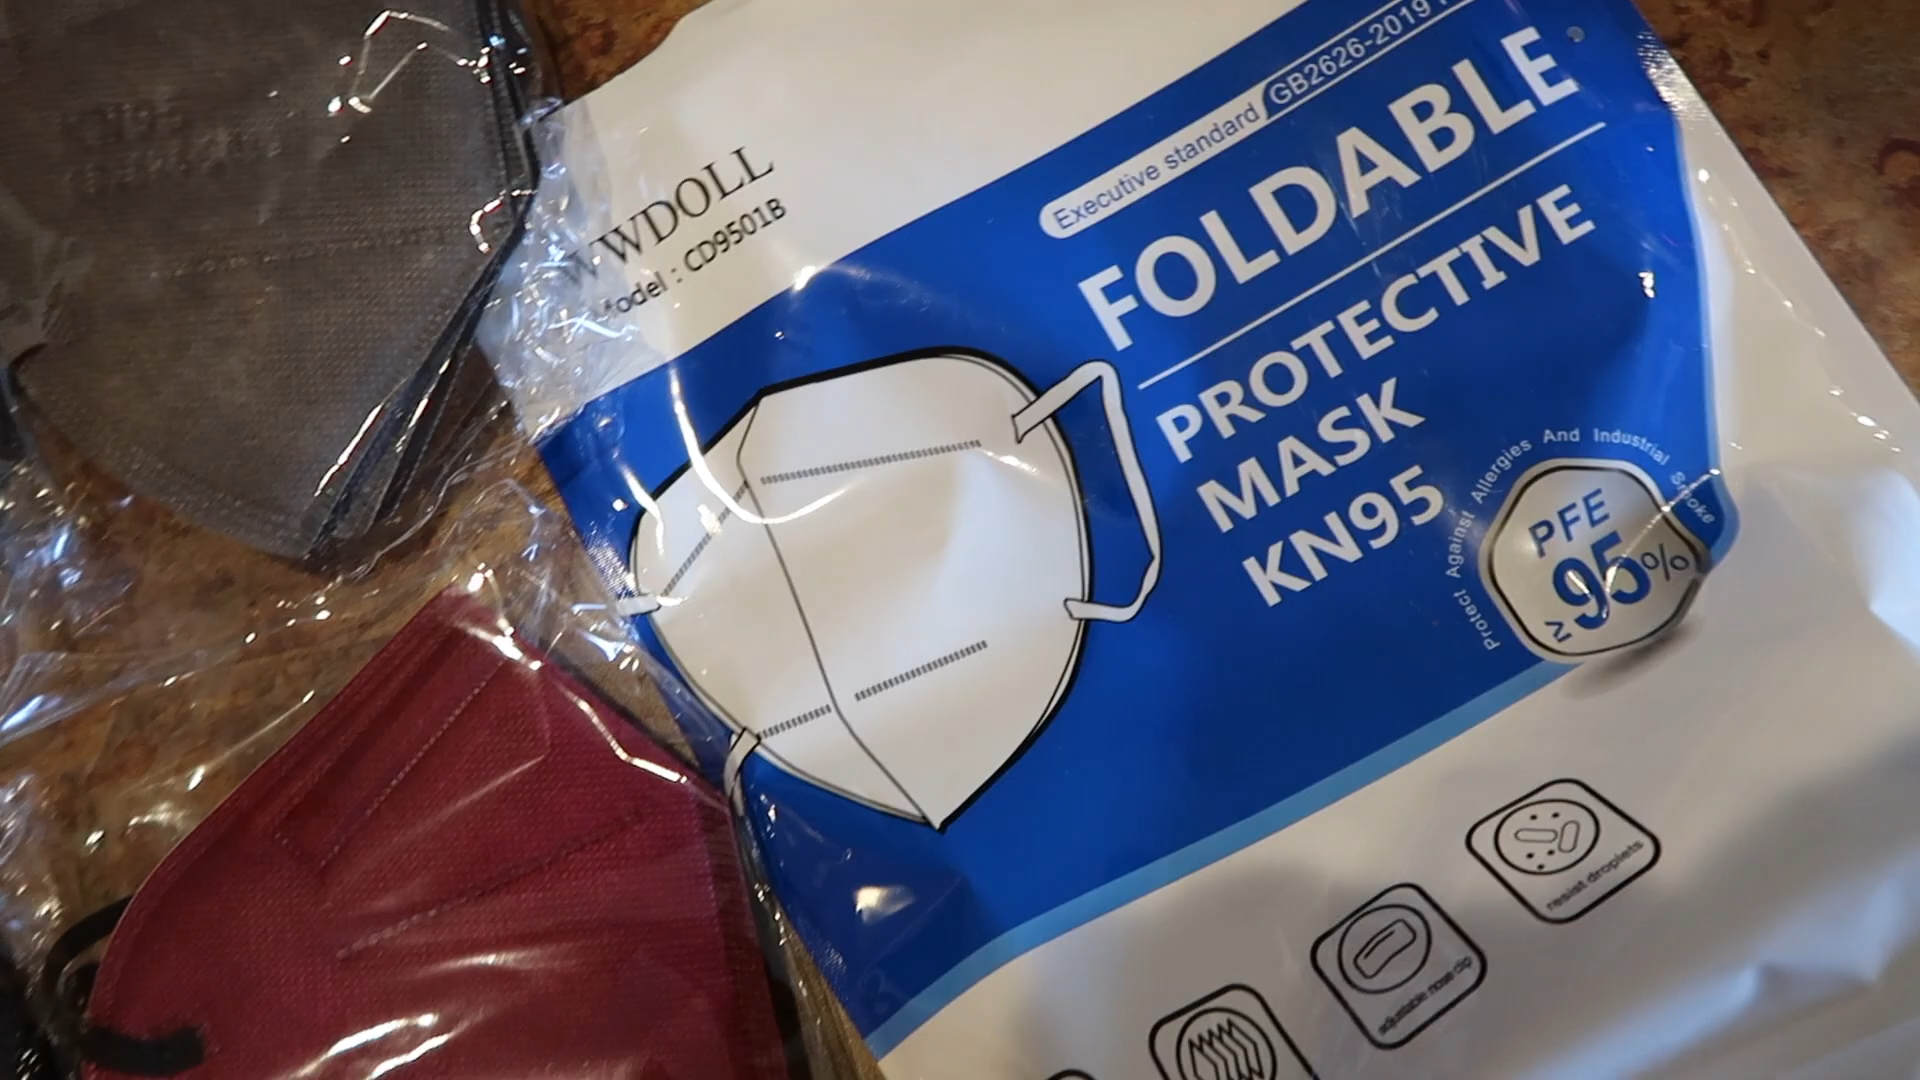 WWDOLL
Model : CD9501B
Executive standard GB2626-2019
FOLDABLE
PROTECTIVE
MASK
KN95
Protect Against Allergies And Industrial Smoke
PFE
≥95%
resist droplets
adjustable nose clip
KN95